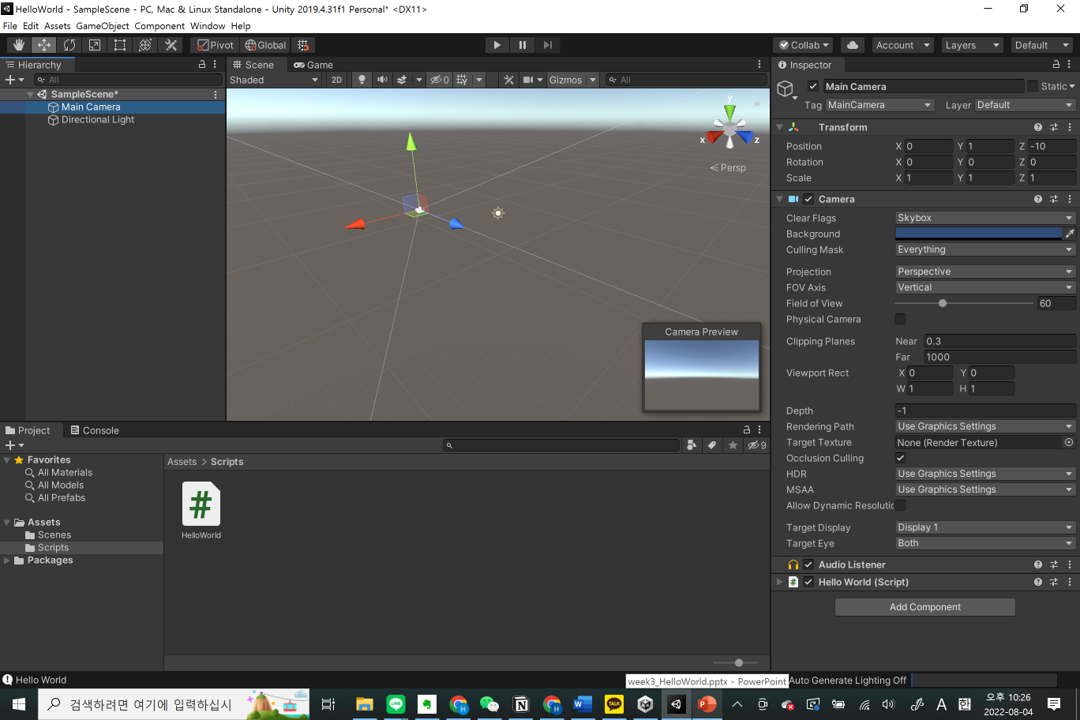 HelloWorld - SampleScene - PC, Mac & Linux Standalone - Unity 2019.4.31f1 Personal* <DX11>
File Edit Assets GameObject Component Window Help
Pivot Global Collab Account Layers Default
Hierarchy Scene Game Inspector
All Shaded 2D 0 Gizmos All
SampleScene*
Main Camera
Directional Light
y
x z
Persp
Camera Preview
Main Camera Static
Tag MainCamera Layer Default
Transform
Position X 0 Y 1 Z -10
Rotation X 0 Y 0 Z 0
Scale X 1 Y 1 Z 1
Camera
Clear Flags Skybox
Background
Culling Mask Everything
Projection Perspective
FOV Axis Vertical
Field of View 60
Physical Camera
Clipping Planes Near 0.3
Far 1000
Viewport Rect X 0 Y 0
W 1 H 1
Depth -1
Rendering Path Use Graphics Settings
Target Texture None (Render Texture)
Occlusion Culling
HDR Use Graphics Settings
MSAA Use Graphics Settings
Allow Dynamic Resolutic
Target Display Display 1
Target Eye Both
Audio Listener
Hello World (Script)
Add Component
Project Console
9
Favorites
All Materials
All Models
All Prefabs
Assets
Scenes
Scripts
Packages
Assets > Scripts
#
HelloWorld
Hello World
week3_HelloWorld.pptx - PowerPoint
Auto Generate Lighting Off
검색하려면 여기에 입력하십시
TALK
A 한
오후 10:26
2022-08-04